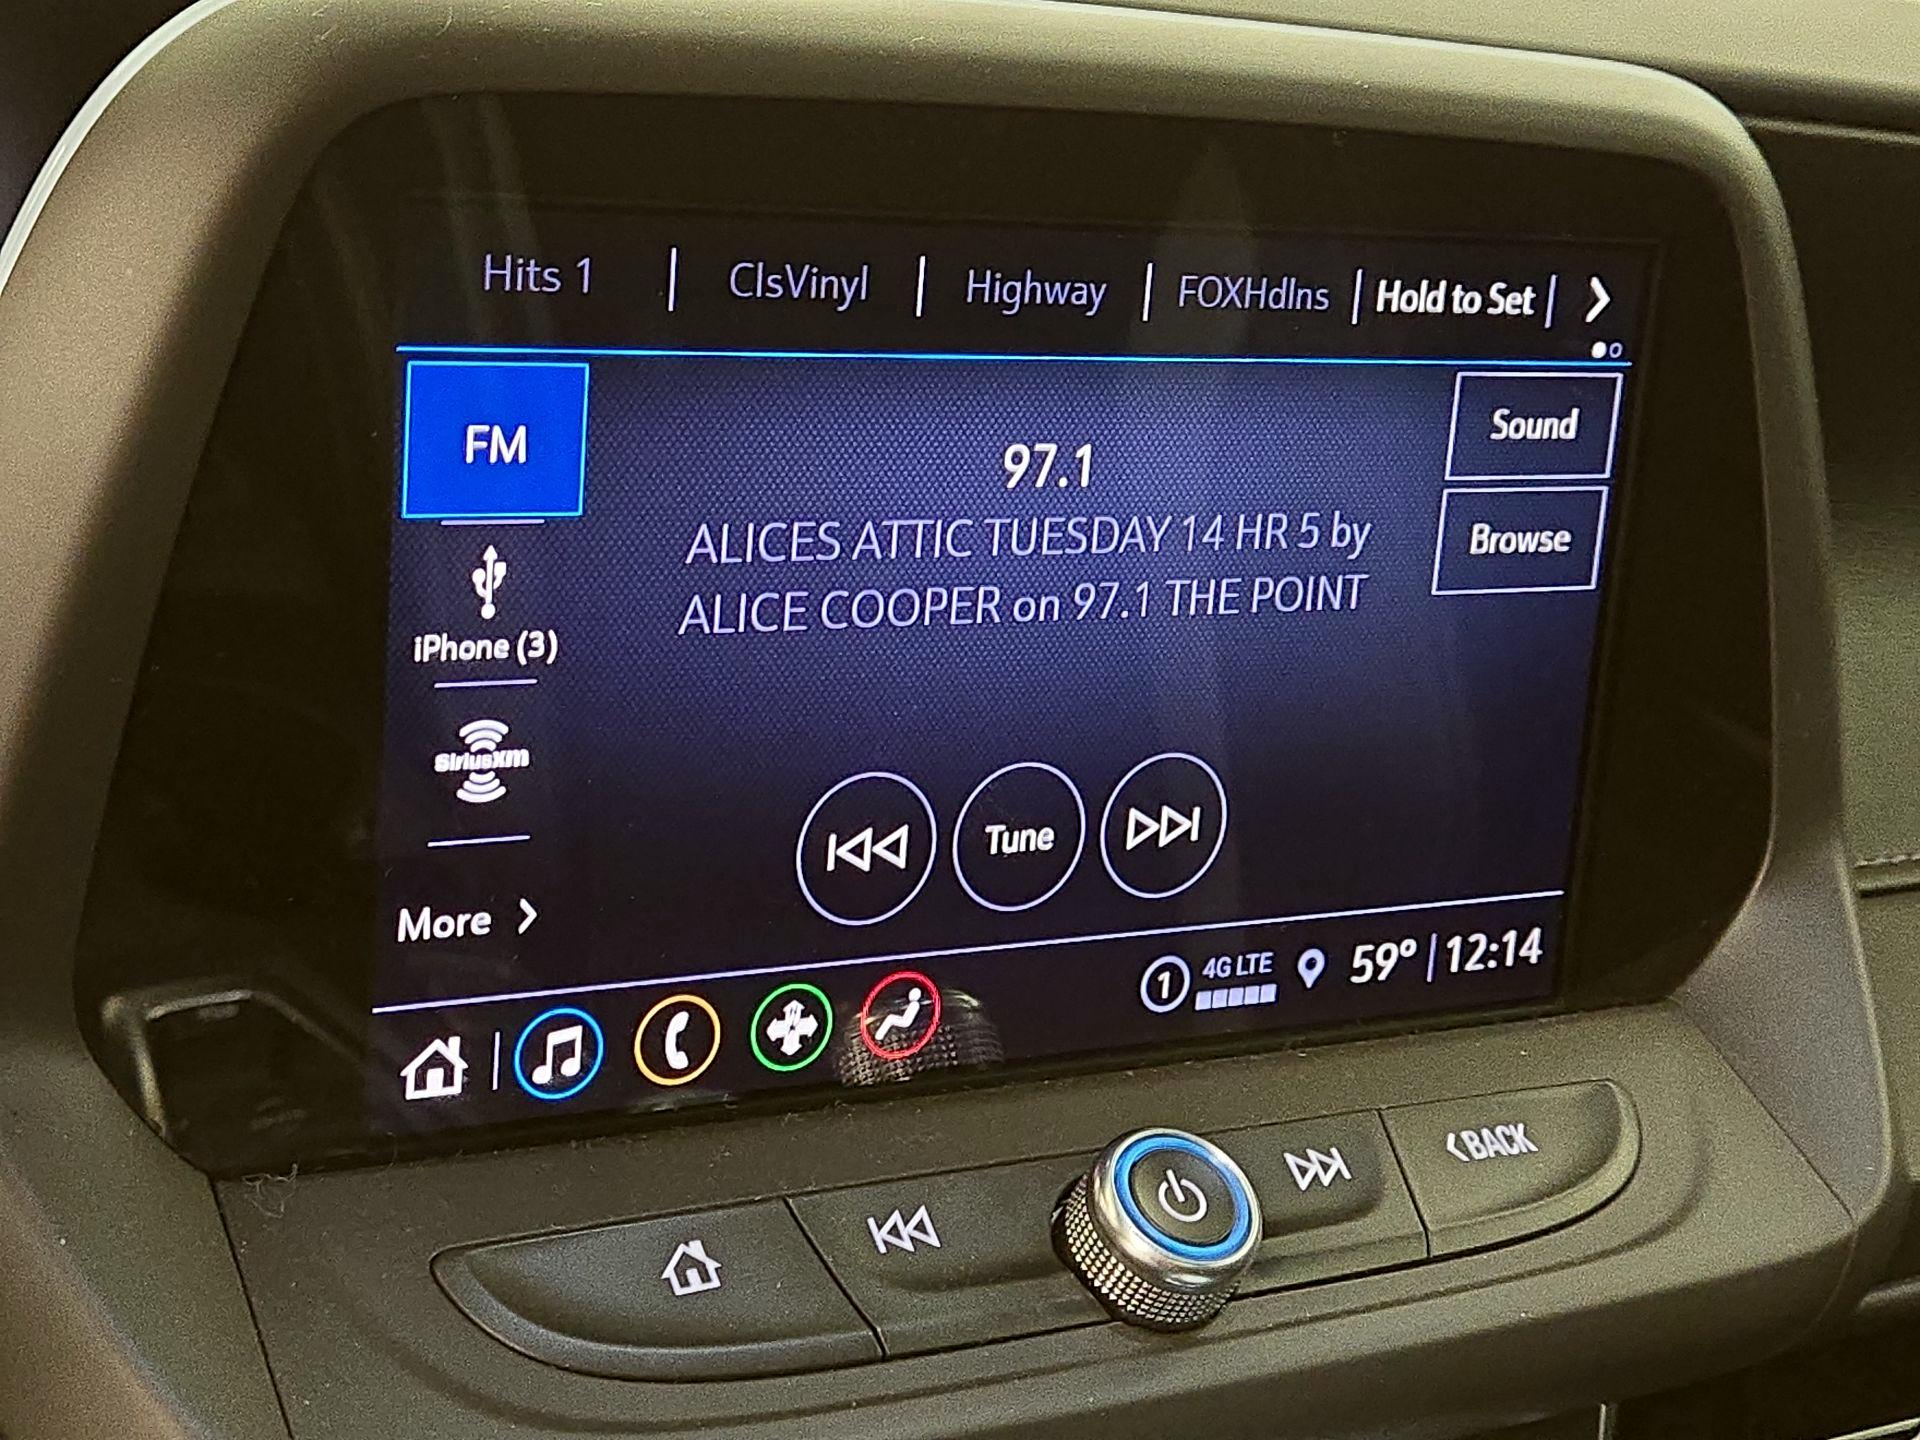 Hits 1 | ClsVinyl | Highway | FOXHdlns | Hold to Set |
FM
Sound
97.1
Browse
ALICES ATTIC TUESDAY 14 HR 5 by
ALICE COOPER on 97.1 THE POINT
iPhone (3)
SiriusXM
Tune
More
1 4G LTE 59° | 12:14
BACK